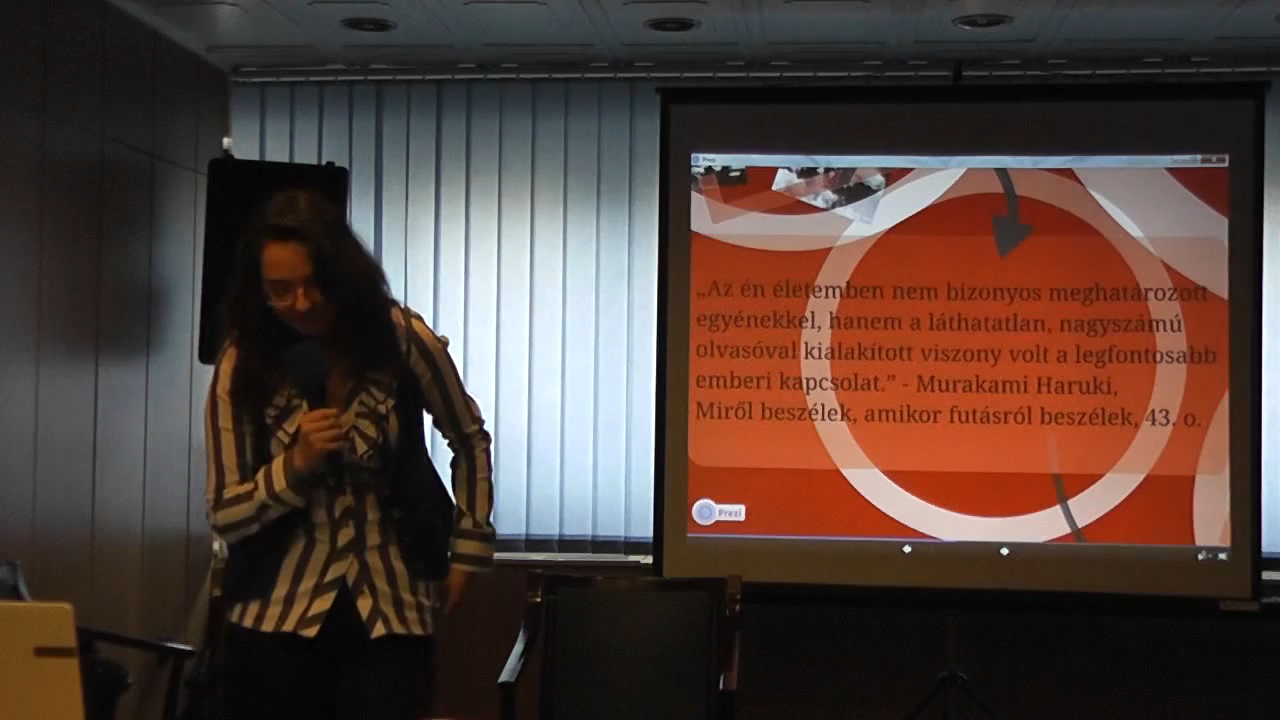 Prezi
„Az én életemben nem bizonyos meghatározott
egyénekkel, hanem a láthatatlan, nagyszámú
olvasóval kialakított viszony volt a legfontosabb
emberi kapcsolat.” - Murakami Haruki,
Miről beszélek, amikor futásról beszélek, 43. o.
Prezi